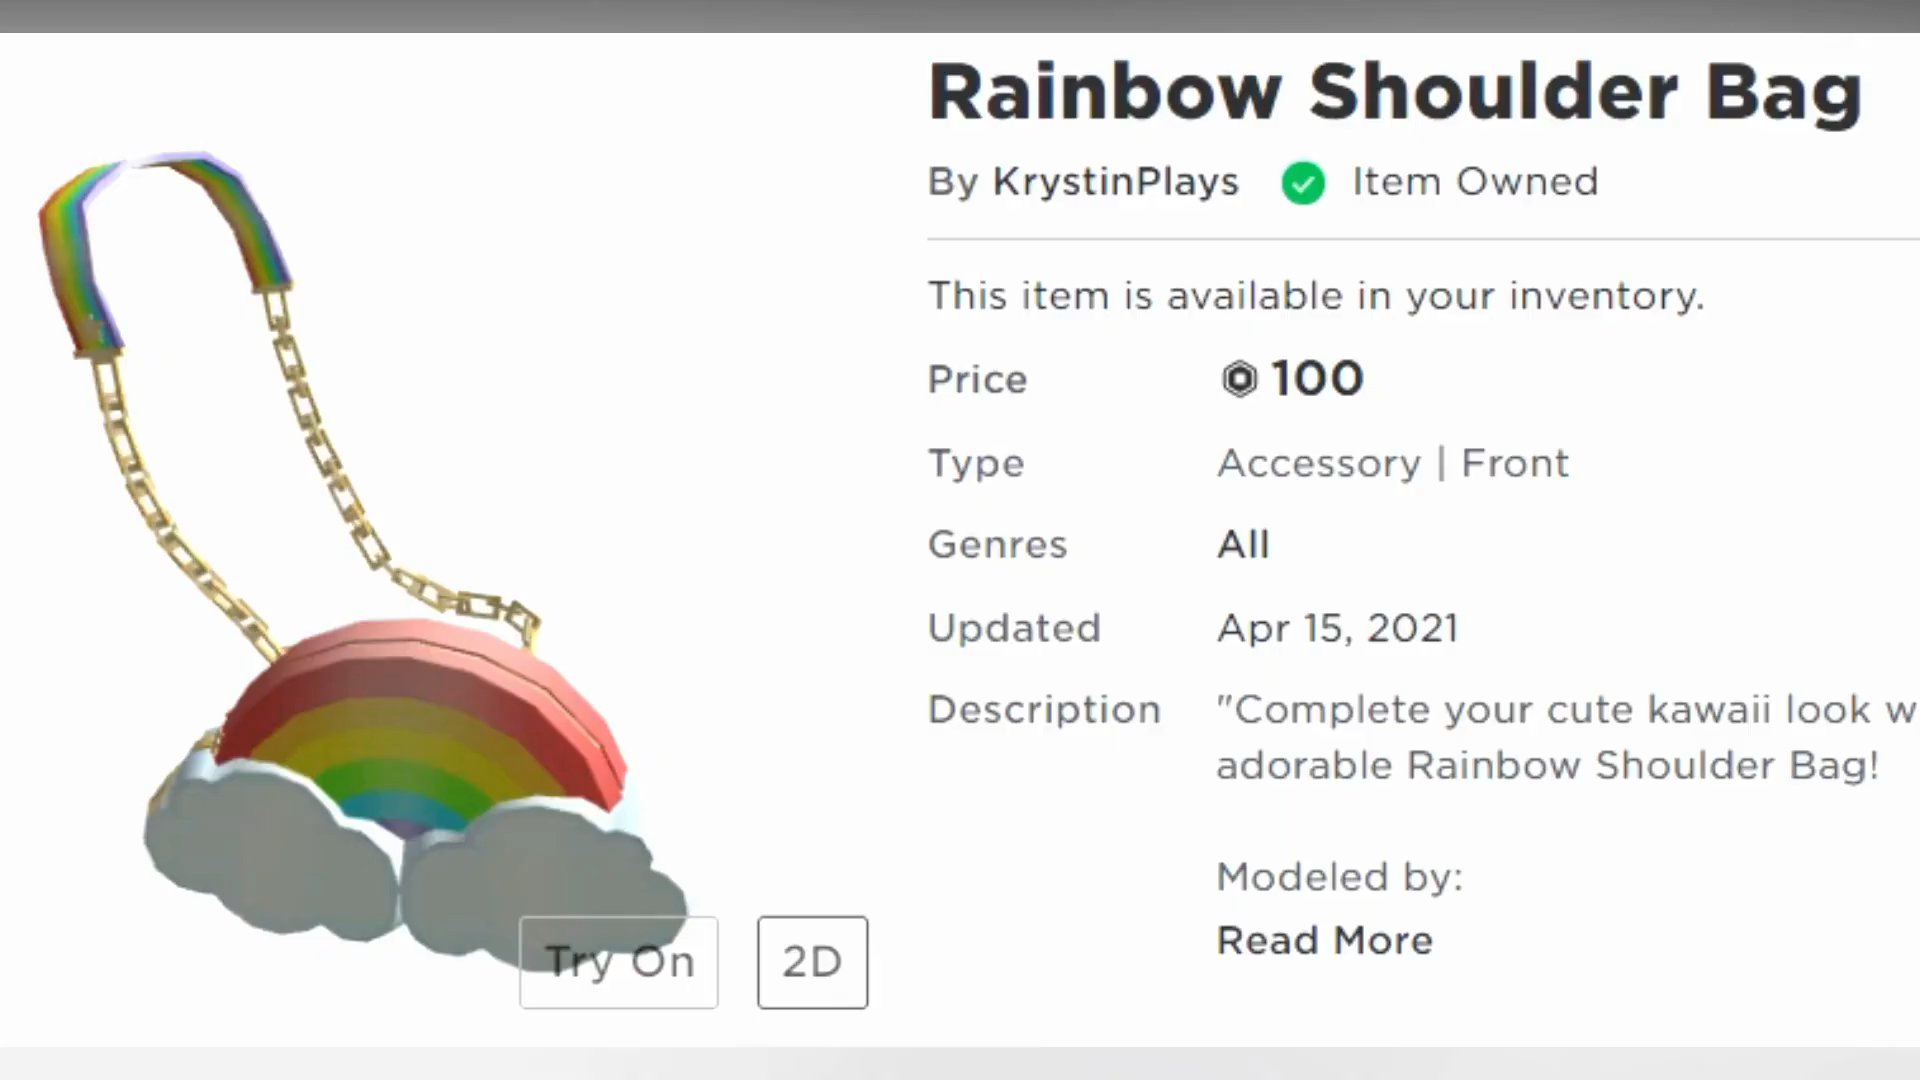 Rainbow Shoulder Bag
By KrystinPlays Item Owned
This item is available in your inventory.
Price 100
Type Accessory | Front
Genres All
Updated Apr 15, 2021
Description "Complete your cute kawaii look w
adorable Rainbow Shoulder Bag!
Modeled by:
Read More
Try On 2D